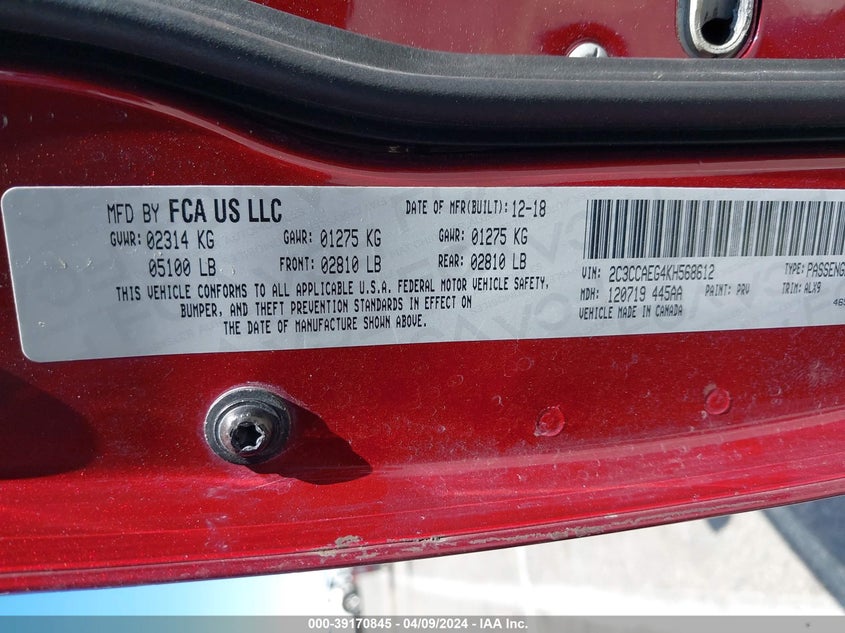 MFD BY FCA US LLC DATE OF MFR(BUILT): 12-18
GVWR: 02314 KG GAWR: 01275 KG GAWR: 01275 KG
05100 LB FRONT: 02810 LB REAR: 02810 LB
THIS VEHICLE CONFORMS TO ALL APPLICABLE U.S.A. FEDERAL MOTOR VEHICLE SAFETY,
BUMPER, AND THEFT PREVENTION STANDARDS IN EFFECT ON
THE DATE OF MANUFACTURE SHOWN ABOVE.
VIN: 2C3CCAEG4KH568612 TYPE: PASSENG
MDH: 120719 445AA PAINT: PRV TRIM: ALX9
VEHICLE MADE IN CANADA
000-39170845 - 04/09/2024 - IAA Inc.